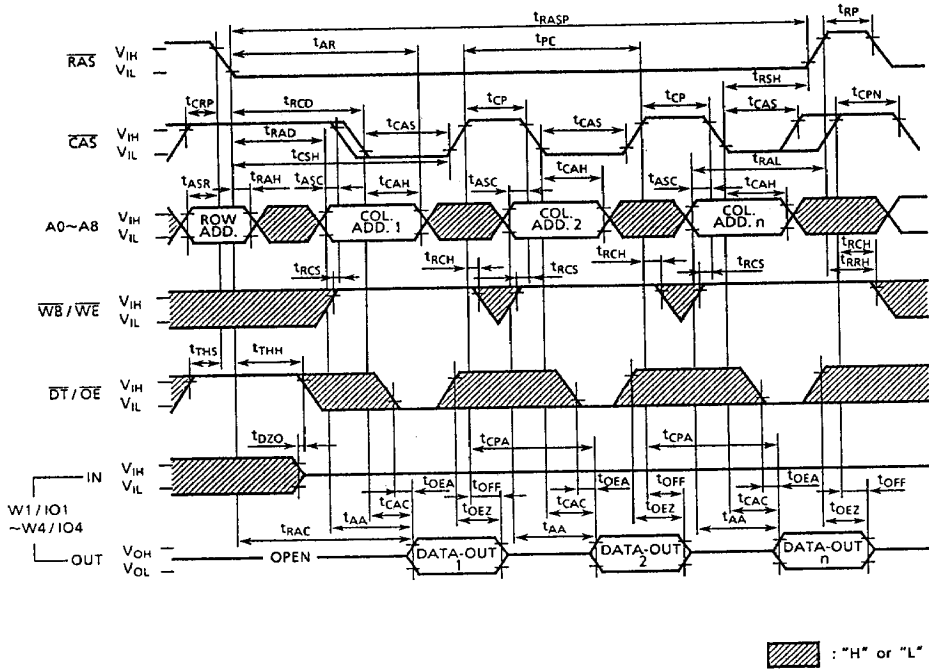 tRASP
tRP
tAR
tPC
RAS
VIH
VIL
tRSH
tCRP
tRCD
tCP
tCP
tCAS
tCPN
CAS
VIH
VIL
tRAD
tCAS
tCAS
tCSH
tRAL
tASR
tRAH
tASC
tCAH
tASC
tCAH
tASC
tCAH
A0~A8
VIH
VIL
ROW ADD.
COL. ADD. 1
COL. ADD. 2
COL. ADD. n
tRCS
tRCH
tRCS
tRCH
tRCS
tRCH
tRRH
WB / WE
VIH
VIL
tTHS
tTHH
DT / OE
VIH
VIL
tDZO
tCPA
tCPA
IN
VIH
VIL
W1/IO1
~W4/IO4
tOEA
tOFF
tOEA
tOFF
tOEA
tOFF
tCAC
tOEZ
tCAC
tOEZ
tCAC
tOEZ
tRAC
tAA
tAA
tAA
OUT
VOH
VOL
OPEN
DATA-OUT 1
DATA-OUT 2
DATA-OUT n
: "H" or "L"